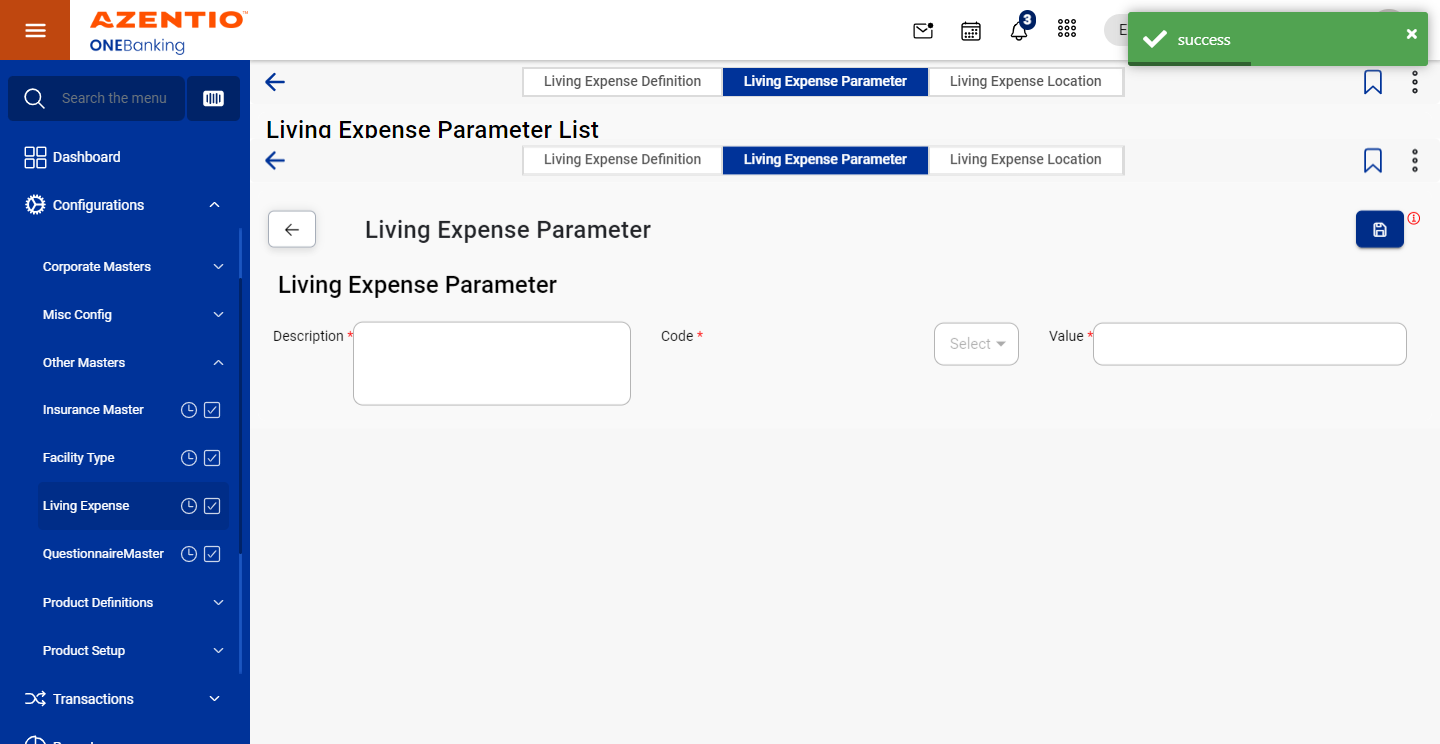 AZENTIO™
ONEBanking
3
E
success
Search the menu
Living Expense Definition
Living Expense Parameter
Living Expense Location
Living Expense Parameter List
Living Expense Definition
Living Expense Parameter
Living Expense Location
Dashboard
Configurations
Corporate Masters
Misc Config
Other Masters
Insurance Master
Facility Type
Living Expense
QuestionnaireMaster
Product Definitions
Product Setup
Transactions
Living Expense Parameter
Living Expense Parameter
Description *
Code *
Select
Value *